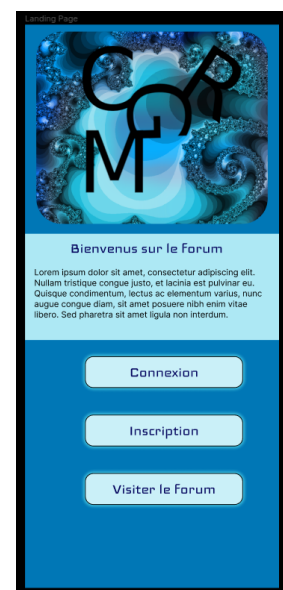 Landing Page
C R
G
M
Bienvenus sur le forum
Lorem ipsum dolor sit amet, consectetur adipiscing elit.
Nullam tristique congue justo, et lacinia est pulvinar eu.
Quisque condimentum, lectus ac elementum varius, nunc
augue congue diam, sit amet posuere nibh enim vitae
libero. Sed pharetra sit amet ligula non interdum.
Connexion
Inscription
Visiter le forum